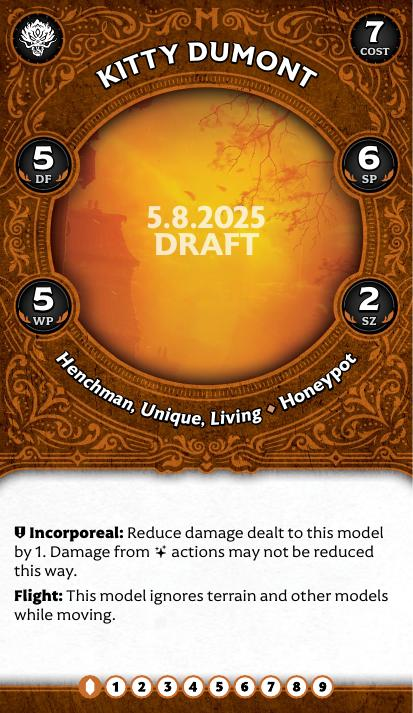 7
COST
KITTY DUMONT
5
DF
6
SP
5.8.2025
DRAFT
5
WP
2
SZ
Henchman, Unique, Living Honeypot
Incorporeal: Reduce damage dealt to this model
by 1. Damage from actions may not be reduced
this way.
Flight: This model ignores terrain and other models
while moving.
1 2 3 4 5 6 7 8 9